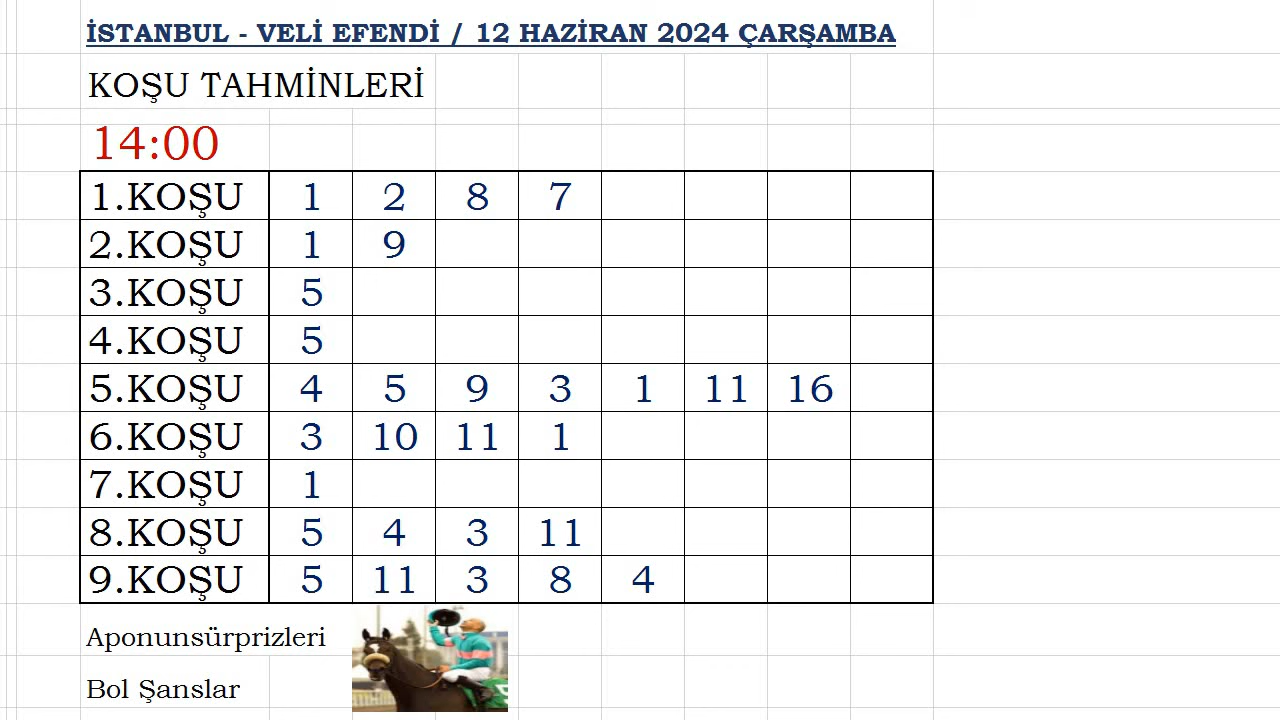 İSTANBUL - VELİ EFENDİ / 12 HAZİRAN 2024 ÇARŞAMBA
KOŞU TAHMİNLERİ
14:00
1.KOŞU 1 2 8 7
2.KOŞU 1 9
3.KOŞU 5
4.KOŞU 5
5.KOŞU 4 5 9 3 1 11 16
6.KOŞU 3 10 11 1
7.KOŞU 1
8.KOŞU 5 4 3 11
9.KOŞU 5 11 3 8 4
Aponunsürprizleri
Bol Şanslar